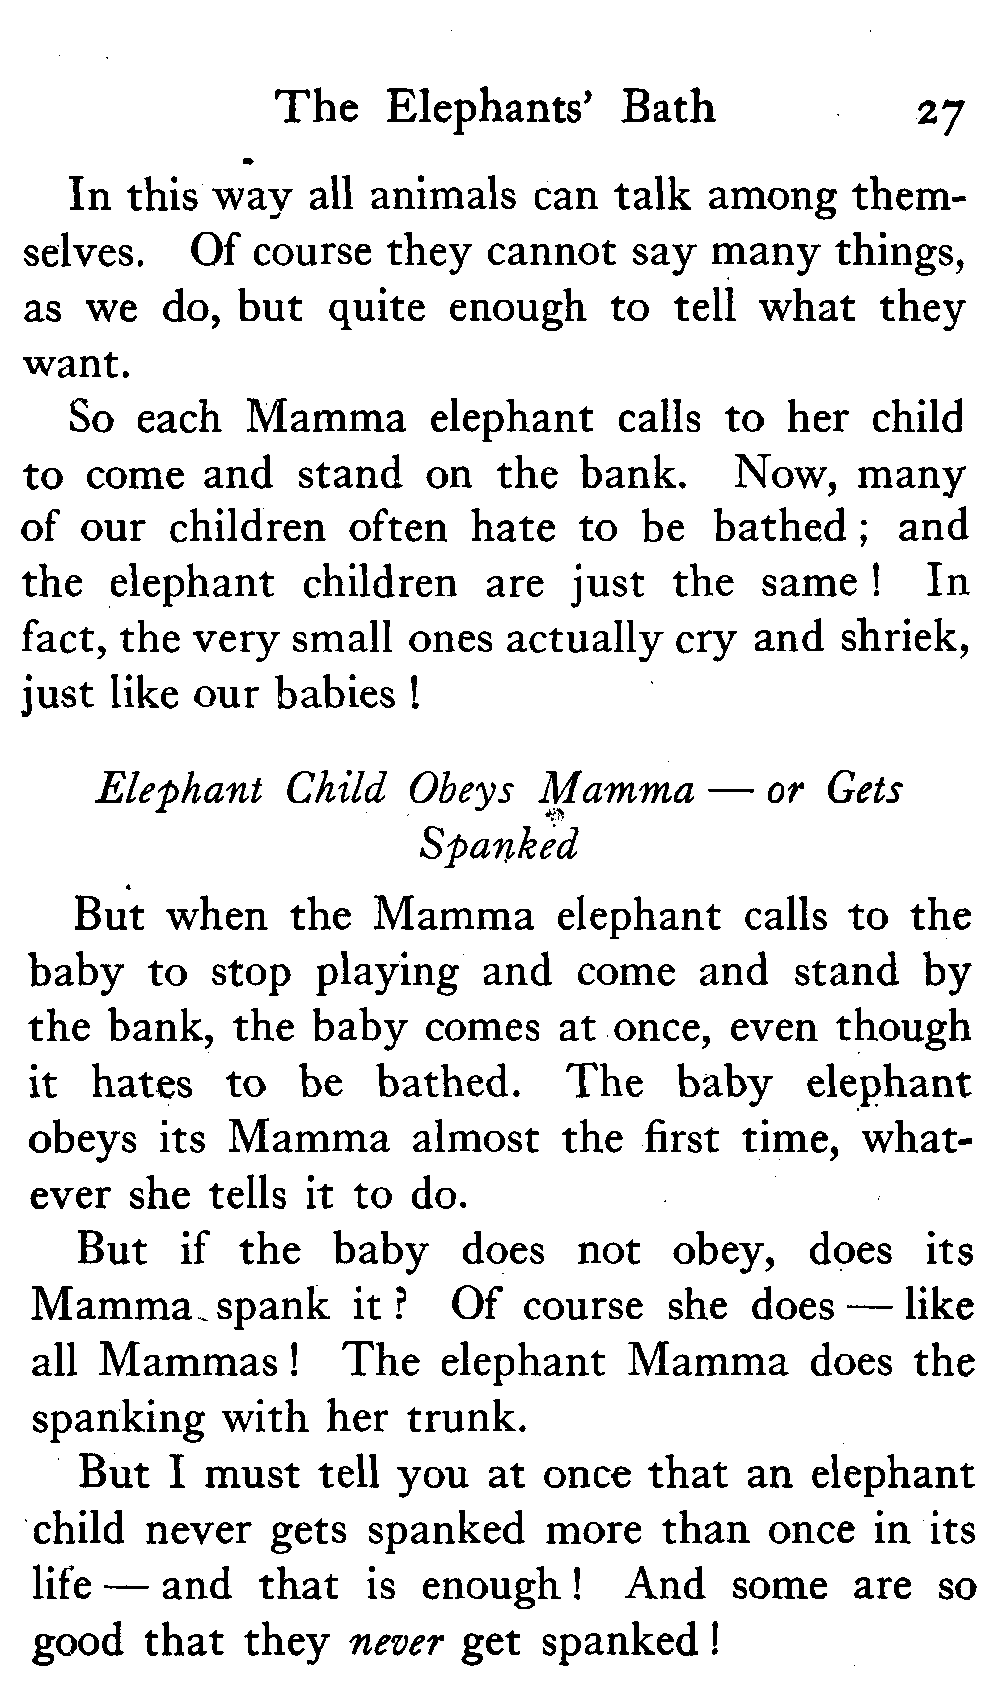 The Elephants' Bath 27
In this way all animals can talk among them-
selves. Of course they cannot say many things,
as we do, but quite enough to tell what they
want.
So each Mamma elephant calls to her child
to come and stand on the bank. Now, many
of our children often hate to be bathed ; and
the elephant children are just the same ! In
fact, the very small ones actually cry and shriek,
just like our babies !
Elephant Child Obeys Mamma — or Gets
Spanked
But when the Mamma elephant calls to the
baby to stop playing and come and stand by
the bank, the baby comes at once, even though
it hates to be bathed. The baby elephant
obeys its Mamma almost the first time, what-
ever she tells it to do.
But if the baby does not obey, does its
Mamma spank it ? Of course she does — like
all Mammas ! The elephant Mamma does the
spanking with her trunk.
But I must tell you at once that an elephant
child never gets spanked more than once in its
life — and that is enough ! And some are so
good that they never get spanked !